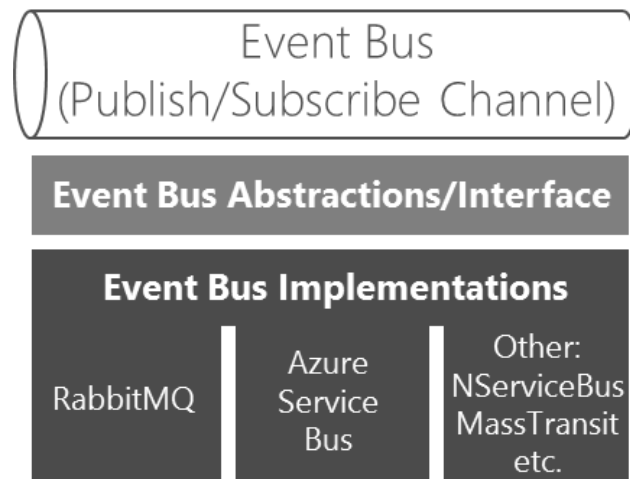 Event Bus
(Publish/Subscribe Channel)
Event Bus Abstractions/Interface
Event Bus Implementations
RabbitMQ
Azure
Service
Bus
Other:
NServiceBus
MassTransit
etc.